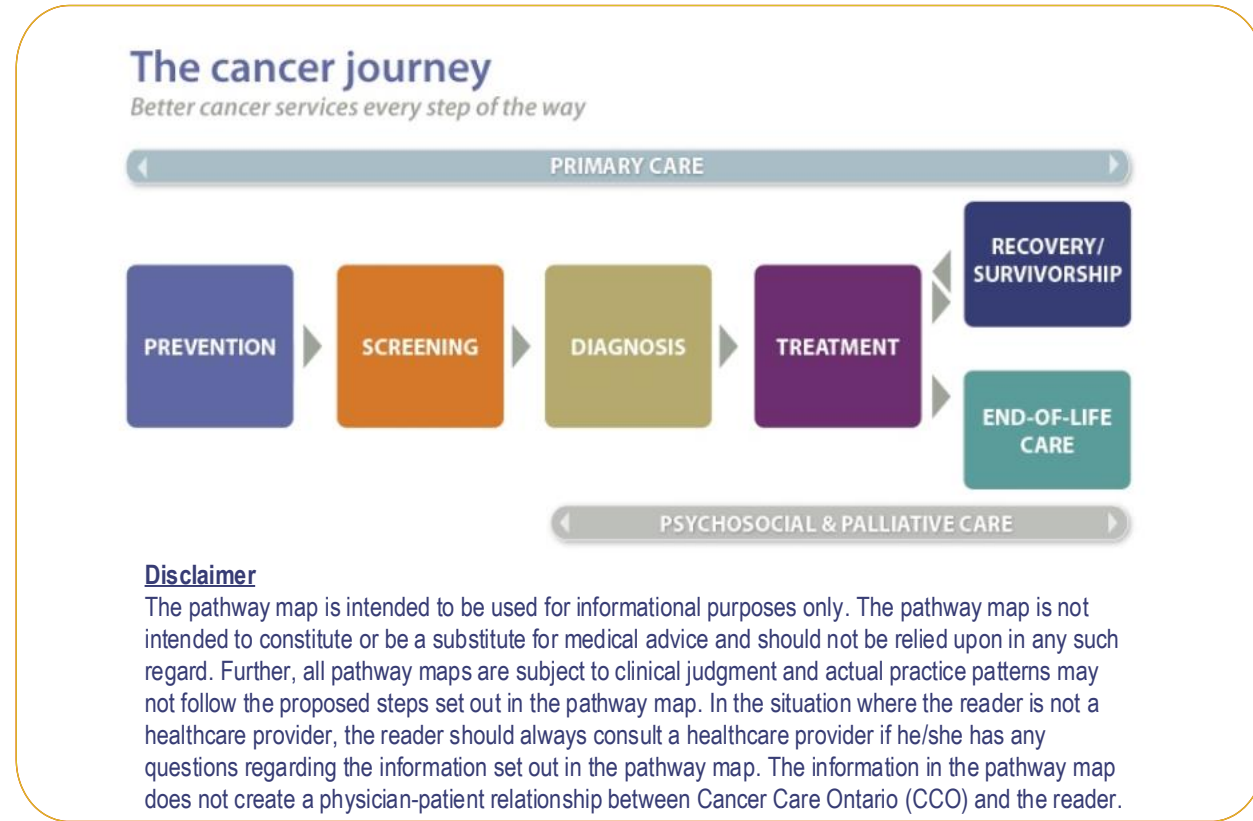 The cancer journey
Better cancer services every step of the way
PRIMARY CARE
PREVENTION
SCREENING
DIAGNOSIS
TREATMENT
RECOVERY/
SURVIVORSHIP
END-OF-LIFE
CARE
PSYCHOSOCIAL & PALLIATIVE CARE
Disclaimer
The pathway map is intended to be used for informational purposes only. The pathway map is not
intended to constitute or be a substitute for medical advice and should not be relied upon in any such
regard. Further, all pathway maps are subject to clinical judgment and actual practice patterns may
not follow the proposed steps set out in the pathway map. In the situation where the reader is not a
healthcare provider, the reader should always consult a healthcare provider if he/she has any
questions regarding the information set out in the pathway map. The information in the pathway map
does not create a physician-patient relationship between Cancer Care Ontario (CCO) and the reader.